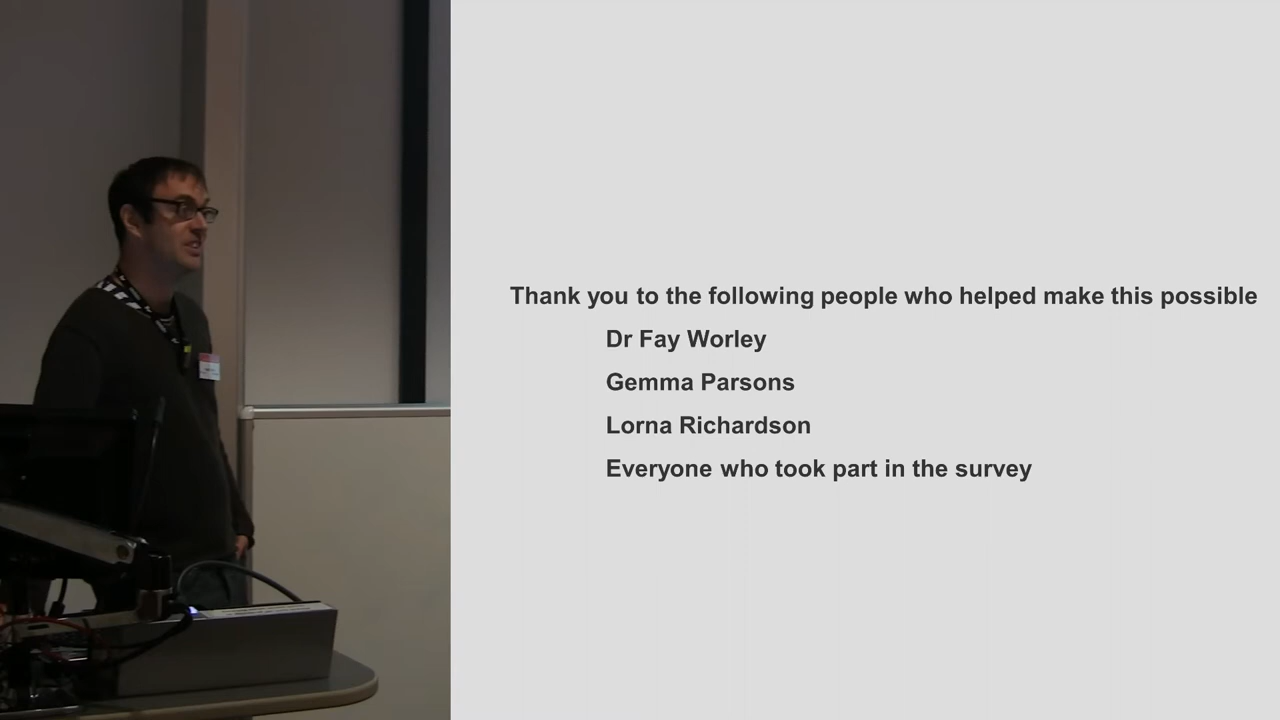 Thank you to the following people who helped make this possible
Dr Fay Worley
Gemma Parsons
Lorna Richardson
Everyone who took part in the survey